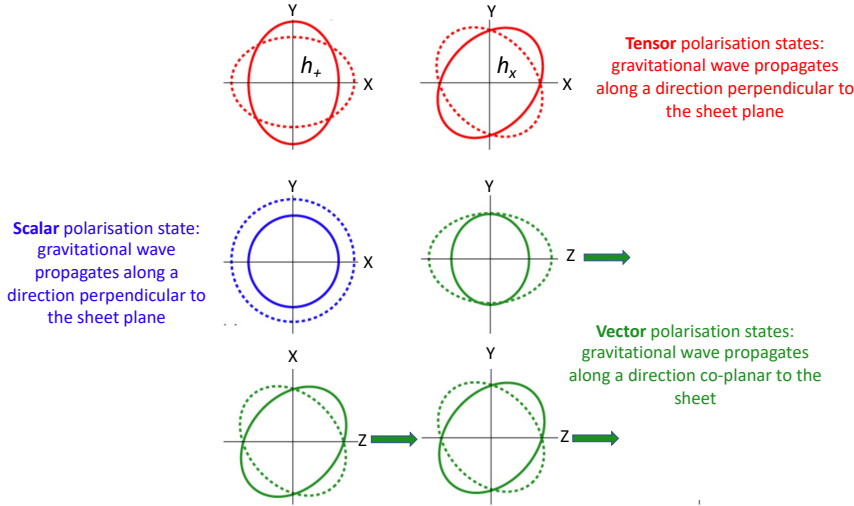 Y
h+
X
Y
hx
X
Tensor polarisation states:
gravitational wave propagates
along a direction perpendicular to
the sheet plane
Scalar polarisation state:
gravitational wave
propagates along a
direction perpendicular to
the sheet plane
Y
X
Y
Z
Vector polarisation states:
gravitational wave propagates
along a direction co-planar to the
sheet
X
Z
Y
Z